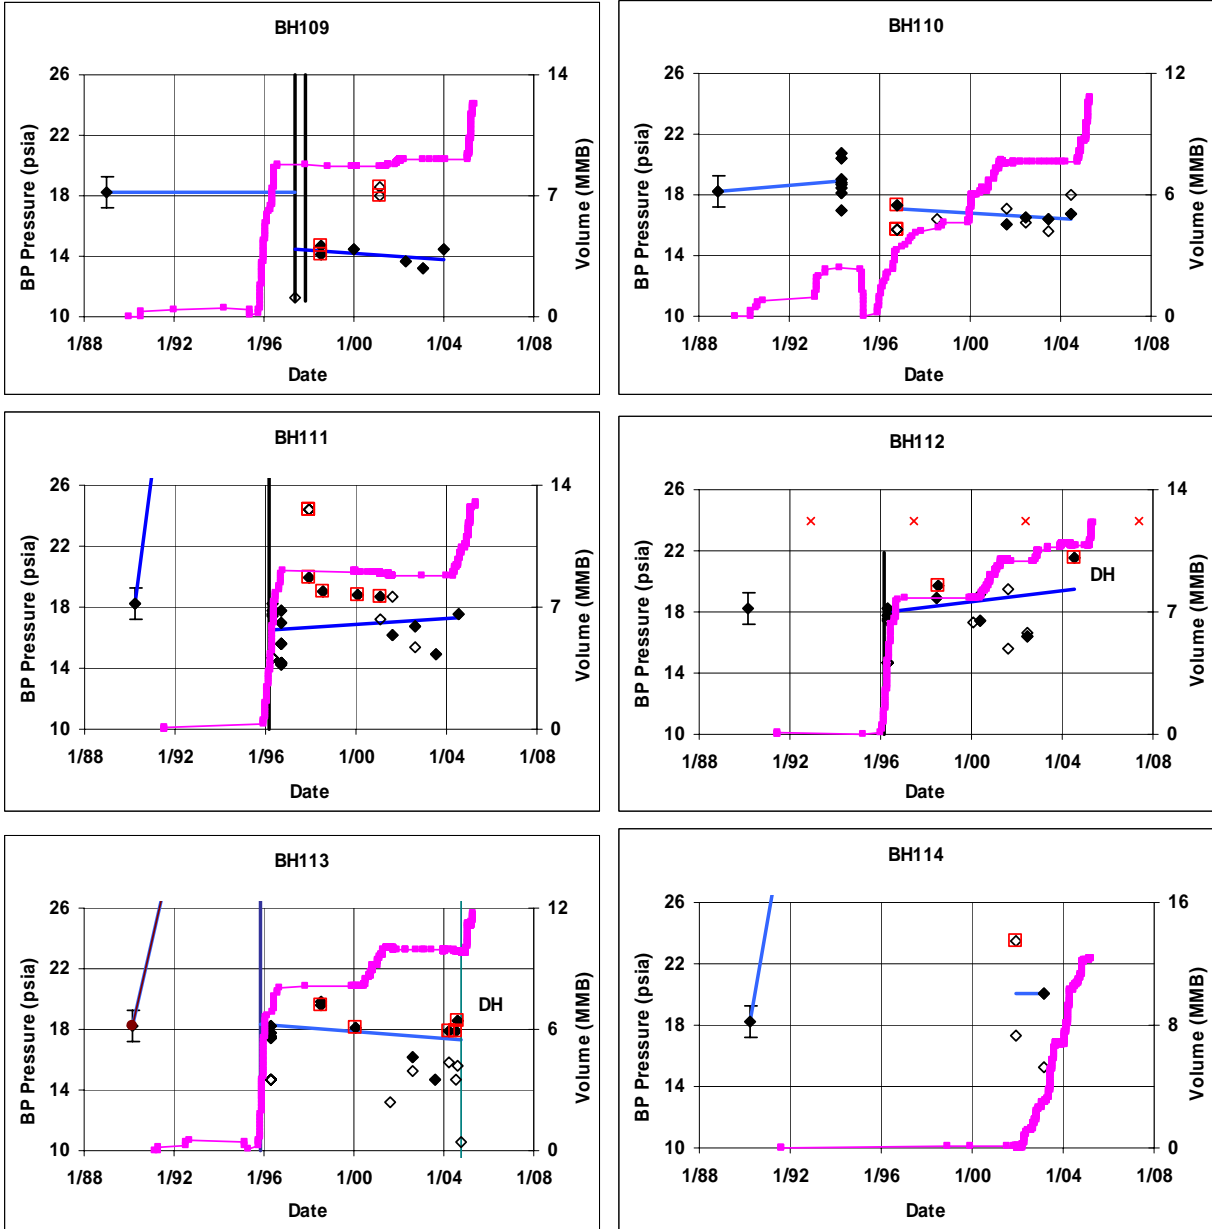 BH109
26
22
18
14
10
14
7
0
BP Pressure (psia)
Volume (MMB)
1/88 1/92 1/96 1/00 1/04 1/08
Date
BH110
26
22
18
14
10
12
6
0
BP Pressure (psia)
Volume (MMB)
1/88 1/92 1/96 1/00 1/04 1/08
Date
BH111
26
22
18
14
10
14
7
0
BP Pressure (psia)
Volume (MMB)
1/88 1/92 1/96 1/00 1/04 1/08
Date
BH112
26
22
18
14
10
14
7
0
DH
BP Pressure (psia)
Volume (MMB)
1/88 1/92 1/96 1/00 1/04 1/08
Date
BH113
26
22
18
14
10
12
6
0
DH
BP Pressure (psia)
Volume (MMB)
1/88 1/92 1/96 1/00 1/04 1/08
Date
BH114
26
22
18
14
10
16
8
0
BP Pressure (psia)
Volume (MMB)
1/88 1/92 1/96 1/00 1/04 1/08
Date